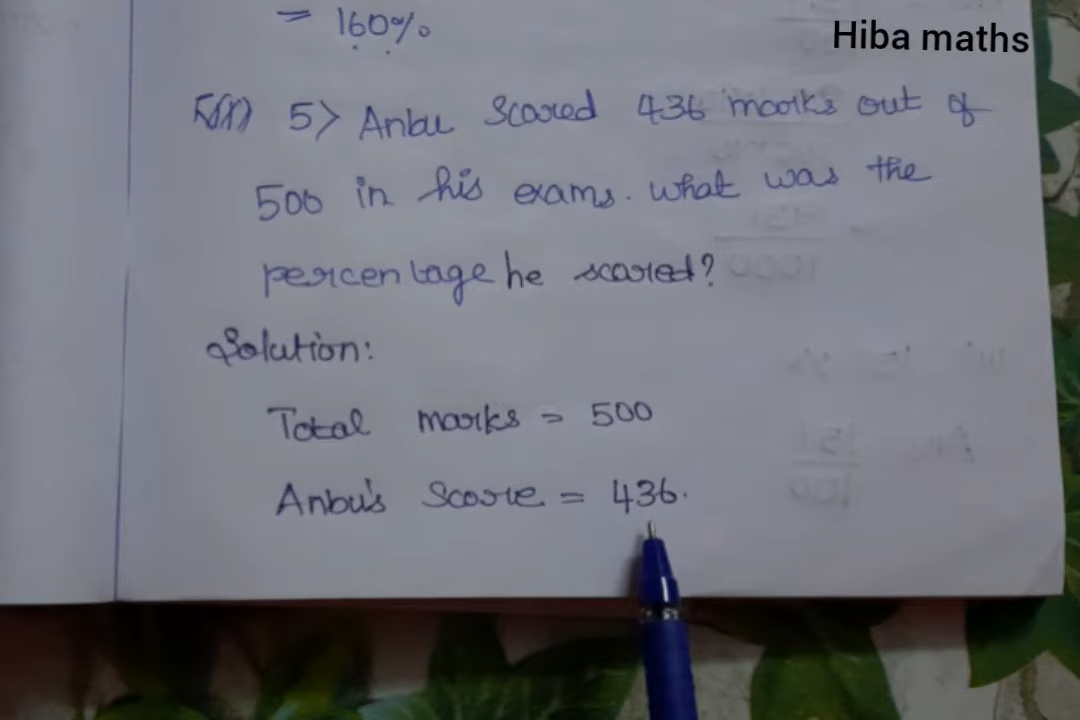 = 160%
Hiba maths
5) Anbu Scored 436 marks out of
500 in his exams. What was the
percentage he scored?
Solution:
Total marks = 500
Anbu's Score = 436.